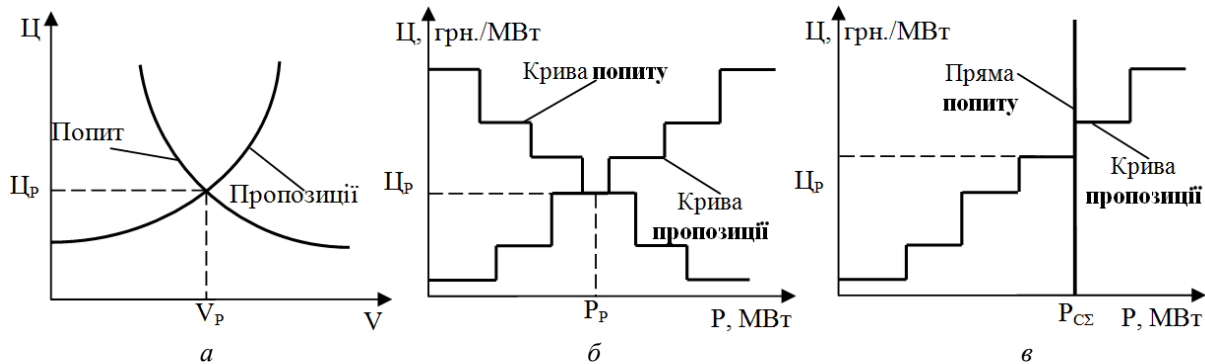 Ц
Попит
Ц_Р
Пропозиції
V_Р
V
а
Ц, грн./МВт
Крива попиту
Ц_Р
Крива
пропозиції
Р_Р
Р, МВт
б
Ц, грн./МВт
Пряма
попиту
Ц_Р
Крива
пропозиції
Р_СΣ
Р, МВт
в